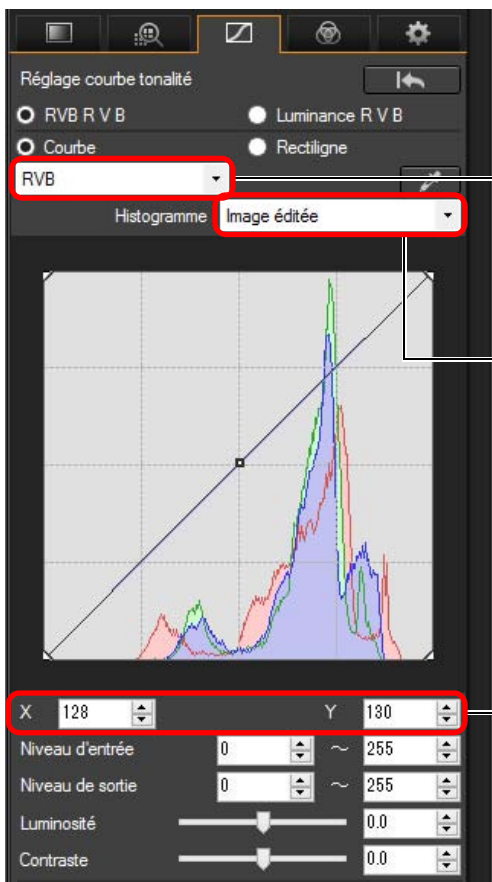 Réglage courbe tonalité
RVB R V B Luminance R V B
Courbe Rectiligne
RVB
Histogramme Image éditée
X 128 Y 130
Niveau d'entrée 0 ~ 255
Niveau de sortie 0 ~ 255
Luminosité 0.0
Contraste 0.0